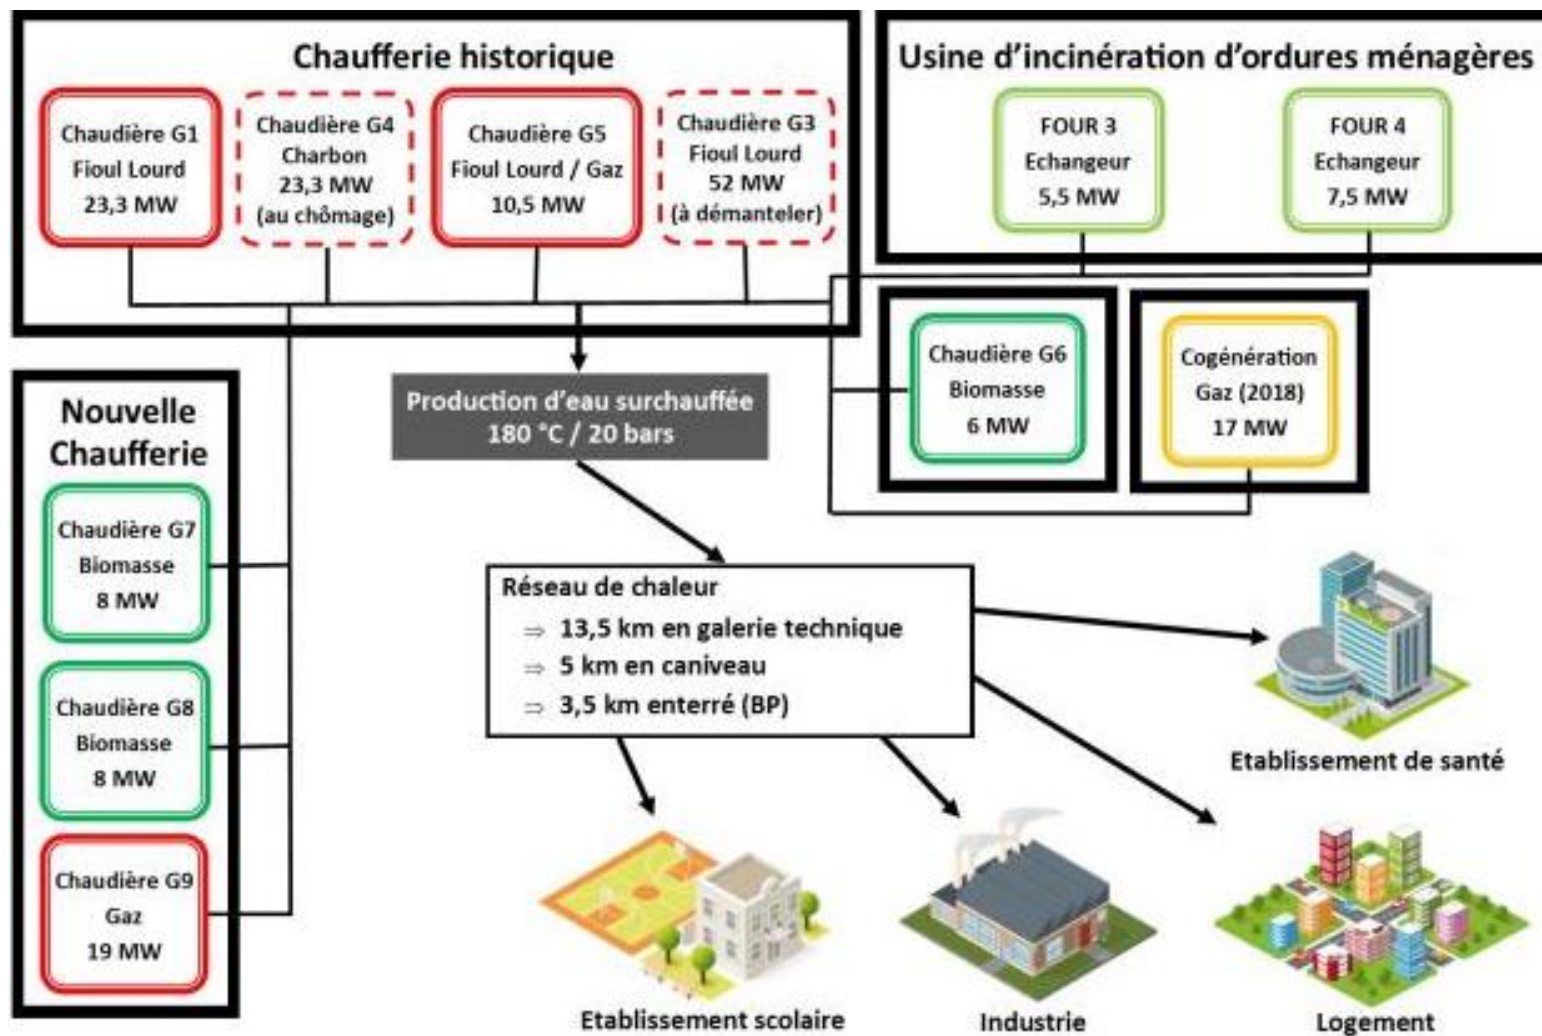 Chaufferie historique
Chaudière G1
Fioul Lourd
23,3 MW
Chaudière G4
Charbon
23,3 MW
(au chômage)
Chaudière G5
Fioul Lourd / Gaz
10,5 MW
Chaudière G3
Fioul Lourd
52 MW
(à démanteler)
Usine d'incinération d'ordures ménagères
FOUR 3
Echangeur
5,5 MW
FOUR 4
Echangeur
7,5 MW
Chaudière G6
Biomasse
6 MW
Cogénération
Gaz (2018)
17 MW
Production d'eau surchauffée
180 °C / 20 bars
Nouvelle
Chaufferie
Chaudière G7
Biomasse
8 MW
Chaudière G8
Biomasse
8 MW
Chaudière G9
Gaz
19 MW
Réseau de chaleur
⇒ 13,5 km en galerie technique
⇒ 5 km en caniveau
⇒ 3,5 km enterré (BP)
Etablissement de santé
Etablissement scolaire
Industrie
Logement